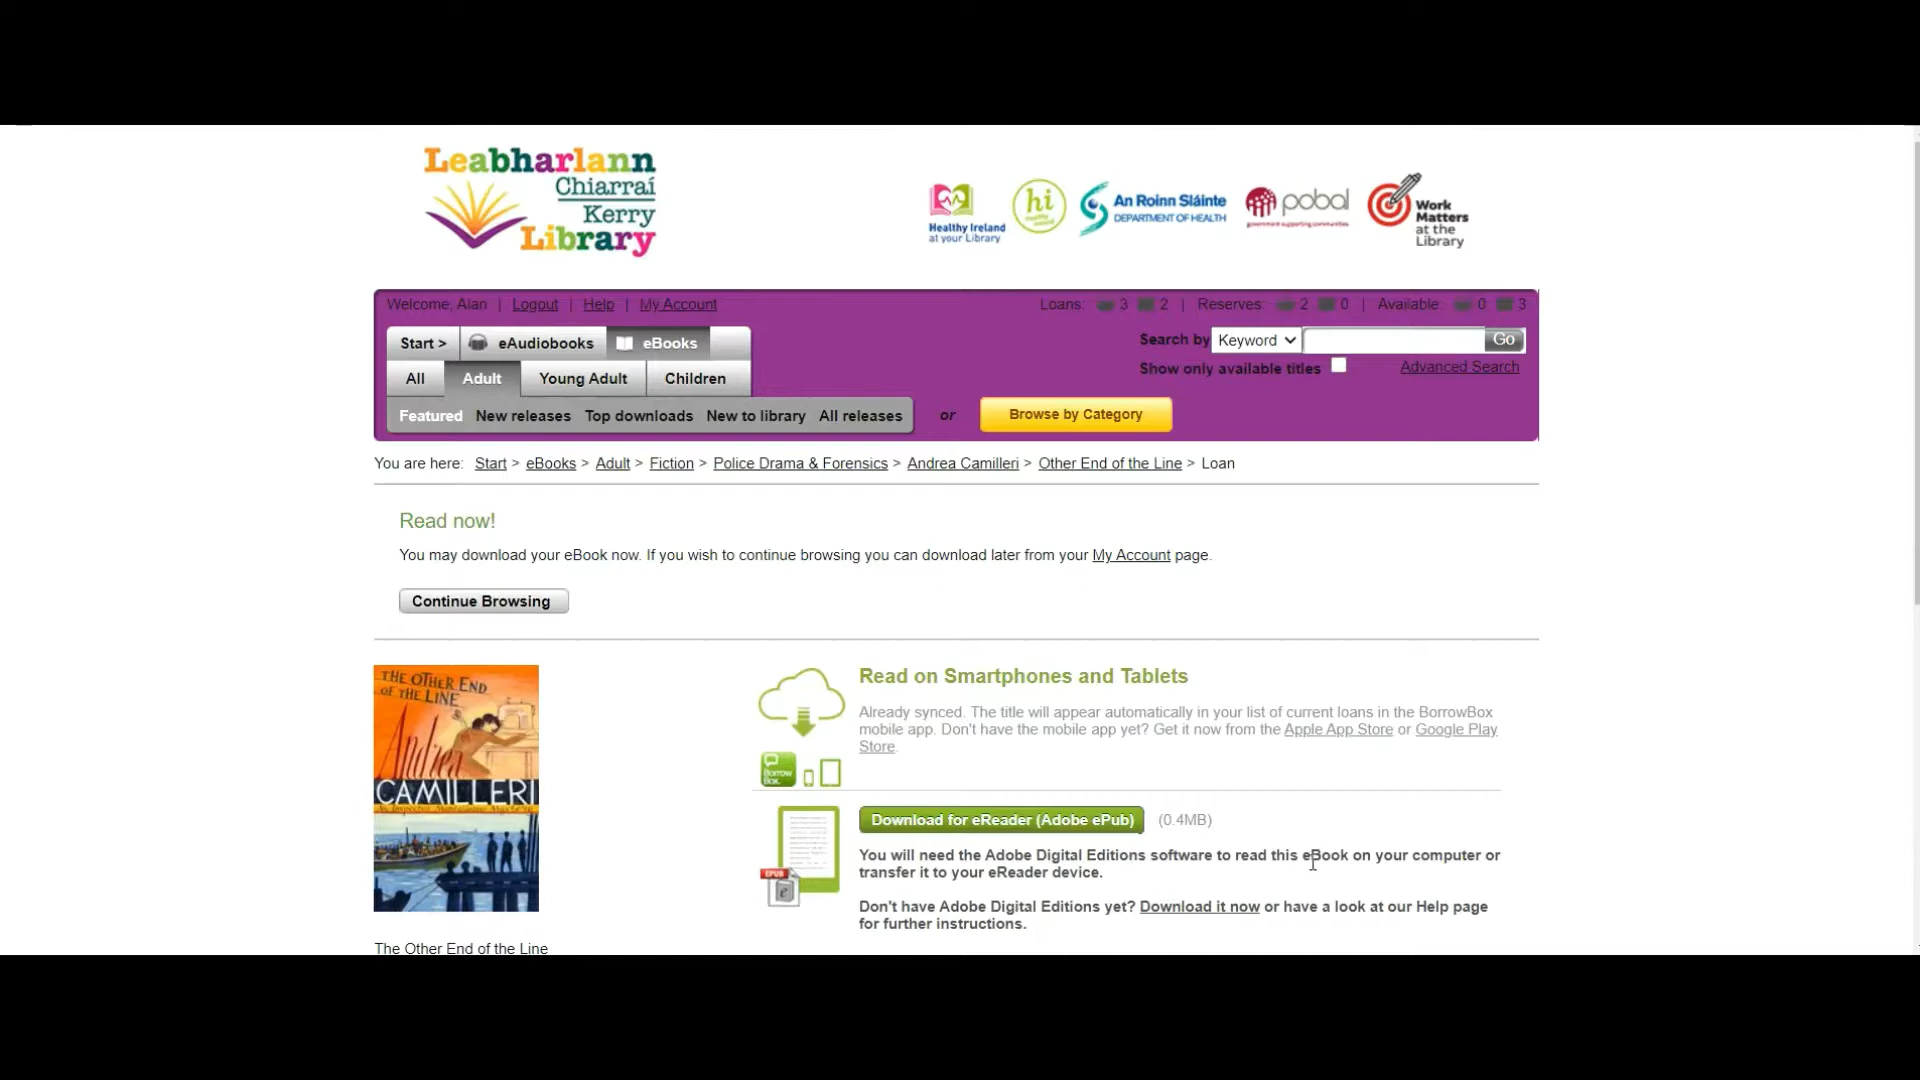 Leabharlann
Chiarraí
Kerry
Library
Healthy Ireland
at your Library
hi
An Roinn Sláinte
DEPARTMENT OF HEALTH
pobal
government supporting communities
Work
Matters
at the
Library
Welcome, Alan | Logout | Help | My Account
Loans: 3 2 | Reserves: 2 0 | Available: 0 3
Start > eAudiobooks eBooks
Search by Keyword Go
Show only available titles Advanced Search
All Adult Young Adult Children
Featured New releases Top downloads New to library All releases or Browse by Category
You are here: Start > eBooks > Adult > Fiction > Police Drama & Forensics > Andrea Camilleri > Other End of the Line > Loan
Read now!
You may download your eBook now. If you wish to continue browsing you can download later from your My Account page.
Continue Browsing
THE OTHER END
OF THE LINE
Andrea
CAMILLERI
The Other End of the Line
Read on Smartphones and Tablets
Already synced. The title will appear automatically in your list of current loans in the BorrowBox
mobile app. Don't have the mobile app yet? Get it now from the Apple App Store or Google Play
Store.
Borrow
Box.
Download for eReader (Adobe ePub) (0.4MB)
EPUB
You will need the Adobe Digital Editions software to read this eBook on your computer or
transfer it to your eReader device.
Don't have Adobe Digital Editions yet? Download it now or have a look at our Help page
for further instructions.